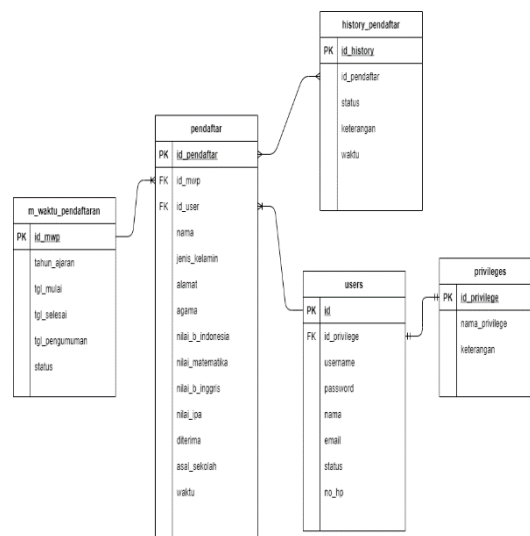 history_pendaftar
PK id_history
id_pendaftar
status
keterangan
waktu
pendaftar
PK id_pendaftar
FK id_mwp
FK id_user
nama
jenis_kelamin
alamat
agama
nilai_b_indonesia
nilai_matematika
nilai_b_inggris
nilai_ipa
diterima
asal_sekolah
waktu
m_waktu_pendaftaran
PK id_mwp
tahun_ajaran
tgl_mulai
tgl_selesai
tgl_pengumuman
status
users
PK id
FK id_privilege
username
password
nama
email
status
no_hp
privileges
PK id_privilege
nama_privilege
keterangan